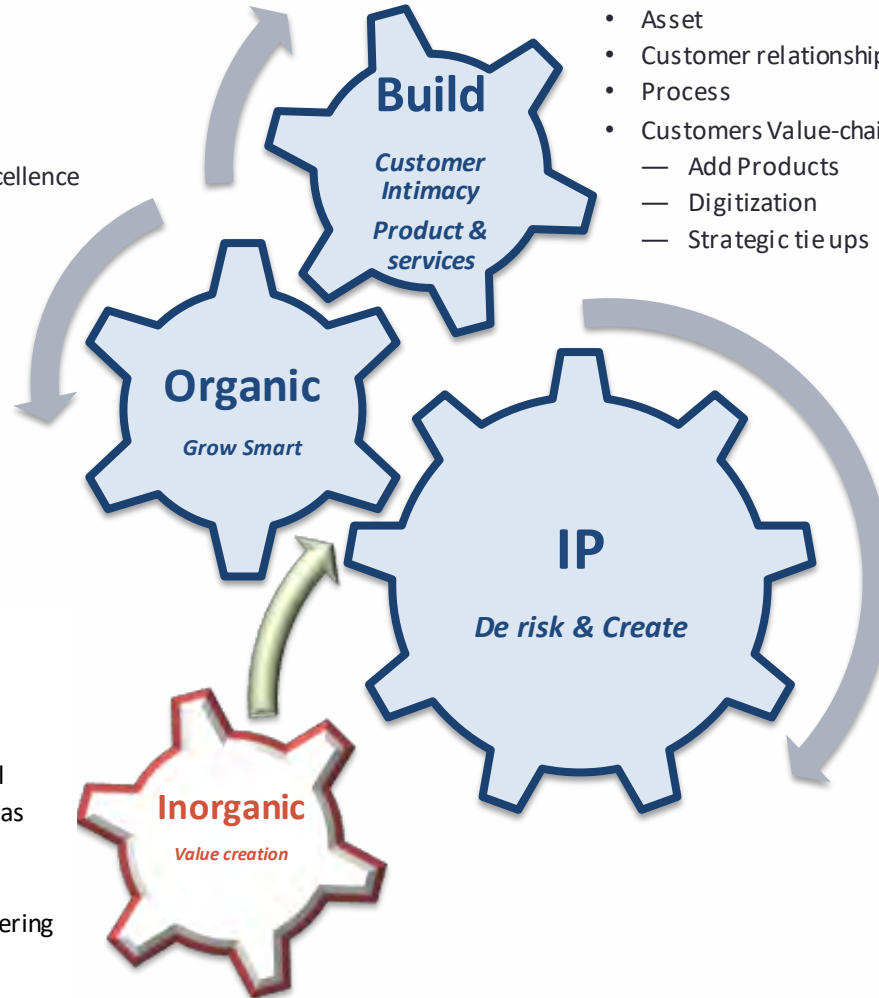 • Asset
• Customer relationship
• Process
• Customers Value-chai
— Add Products
— Digitization
— Strategic tie ups
Build
Customer
Intimacy
Product &
services
cellence
Organic
Grow Smart
IP
De risk & Create
l
as
ering
Inorganic
Value creation